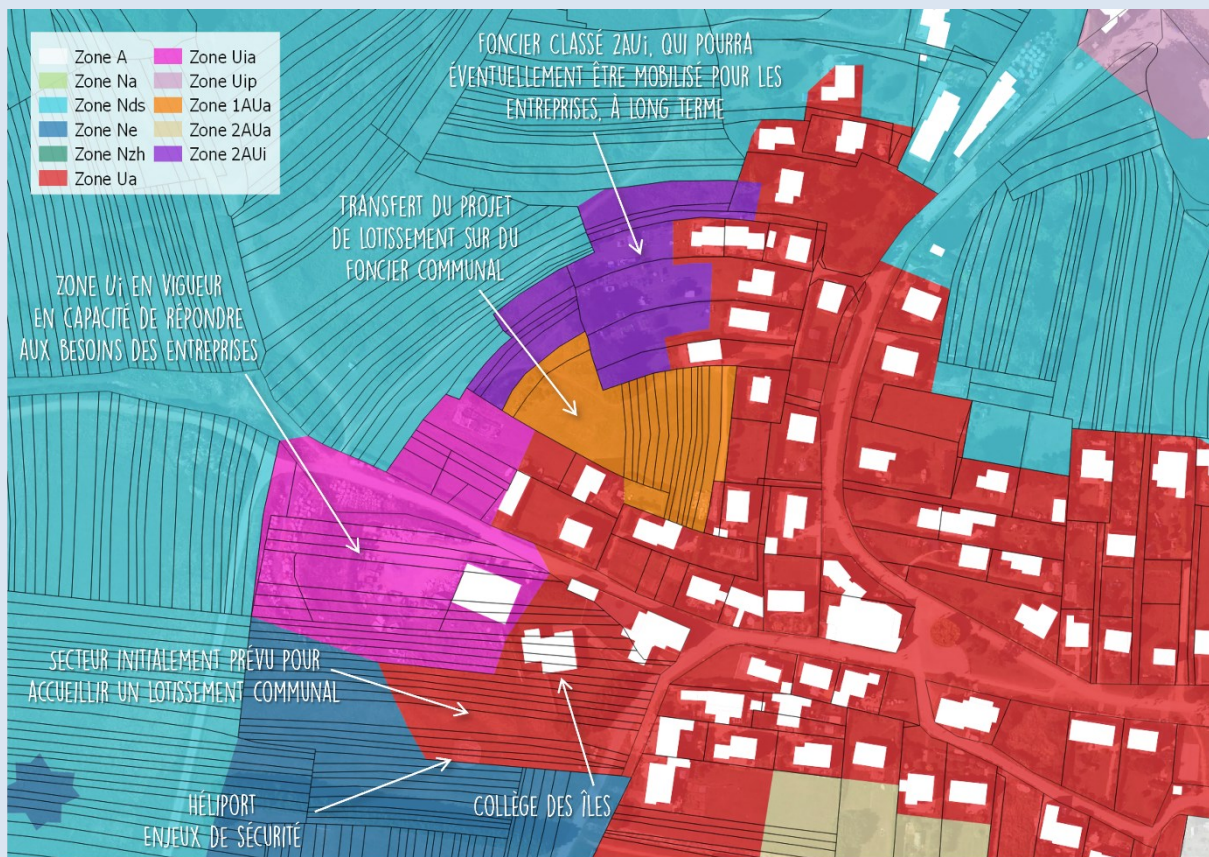 Zone A
Zone Na
Zone Nds
Zone Ne
Zone Nzh
Zone Ua
Zone Uia
Zone Uip
Zone 1AUa
Zone 2AUa
Zone 2AUi
FONCIER CLASSÉ 2AUi, QUI POURRA
ÉVENTUELLEMENT ÊTRE MOBILISÉ POUR LES
ENTREPRISES, À LONG TERME
TRANSFERT DU PROJET
DE LOTISSEMENT SUR DU
FONCIER COMMUNAL
ZONE Ui EN VIGUEUR
EN CAPACITÉ DE RÉPONDRE
AUX BESOINS DES ENTREPRISES
SECTEUR INITIALEMENT PRÉVU POUR
ACCUEILLIR UN LOTISSEMENT COMMUNAL
HÉLIPORT
ENJEUX DE SÉCURITÉ
COLLÈGE DES ÎLES